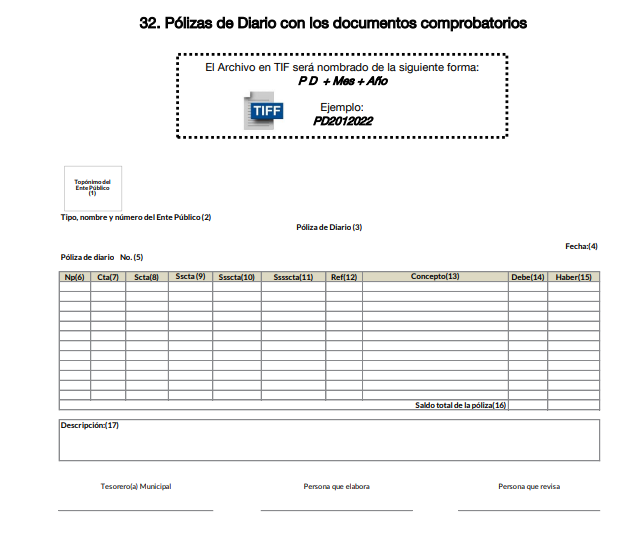 32. Pólizas de Diario con los documentos comprobatorios
El Archivo en TIF será nombrado de la siguiente forma:
P D + Mes + Año
TIFF
Ejemplo:
PD2012022
Topónimo del
Ente Público
(1)
Tipo, nombre y número del Ente Público (2)
Póliza de Diario (3)
Fecha:(4)
Póliza de diario No. (5)
Np(6) Cta(7) Scta(8) Sscta (9) Ssscta(10) Sssscta(11) Ref(12) Concepto(13) Debe(14) Haber(15)
Saldo total de la póliza(16)
Descripción:(17)
Tesorero(a) Municipal Persona que elabora Persona que revisa